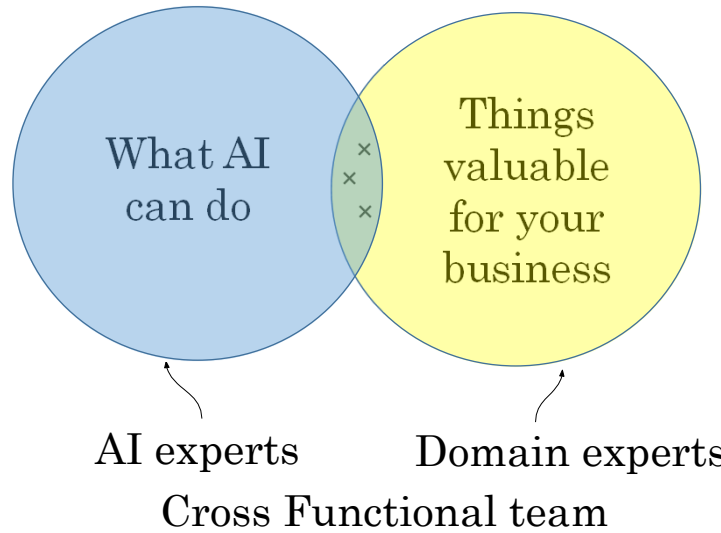 What AI
can do
Things
valuable
for your
business
AI experts
Domain experts
Cross Functional team